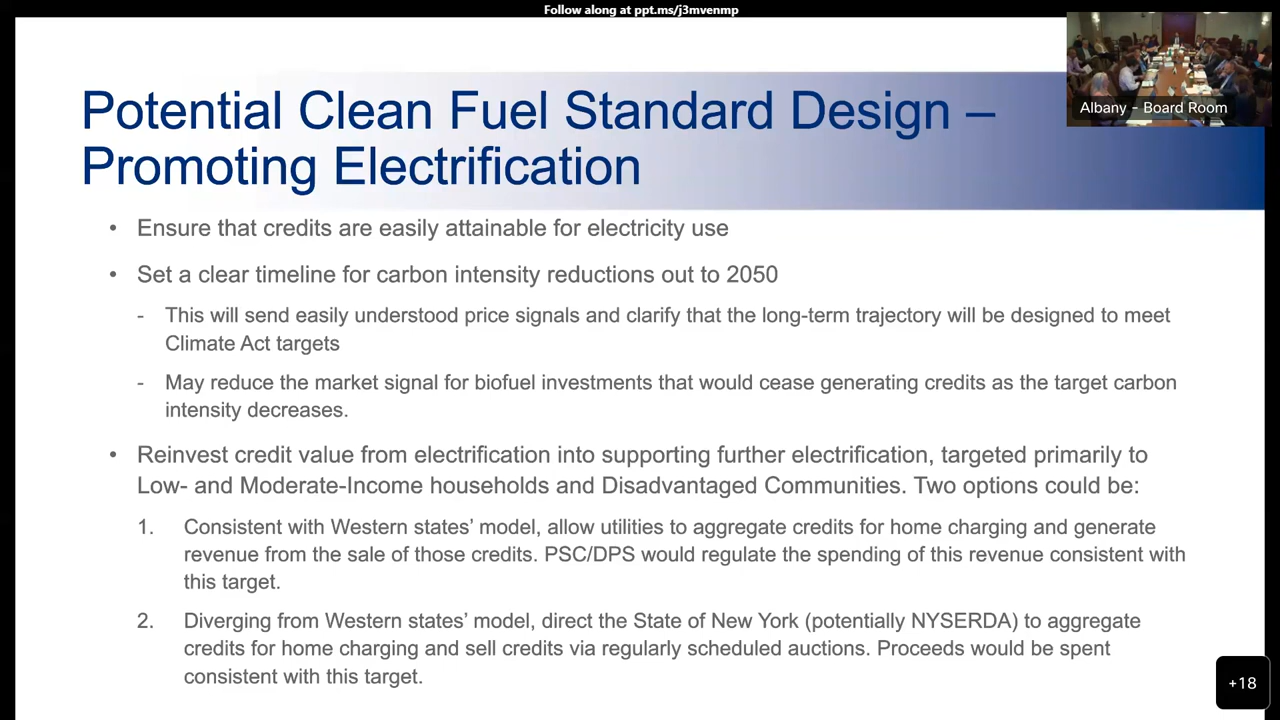 Follow along at ppt.ms/j3mvenmp
Albany - Board Room
Potential Clean Fuel Standard Design –
Promoting Electrification
• Ensure that credits are easily attainable for electricity use
• Set a clear timeline for carbon intensity reductions out to 2050
- This will send easily understood price signals and clarify that the long-term trajectory will be designed to meet
Climate Act targets
- May reduce the market signal for biofuel investments that would cease generating credits as the target carbon
intensity decreases.
• Reinvest credit value from electrification into supporting further electrification, targeted primarily to
Low- and Moderate-Income households and Disadvantaged Communities. Two options could be:
1. Consistent with Western states’ model, allow utilities to aggregate credits for home charging and generate
revenue from the sale of those credits. PSC/DPS would regulate the spending of this revenue consistent with
this target.
2. Diverging from Western states’ model, direct the State of New York (potentially NYSERDA) to aggregate
credits for home charging and sell credits via regularly scheduled auctions. Proceeds would be spent
consistent with this target.
+18